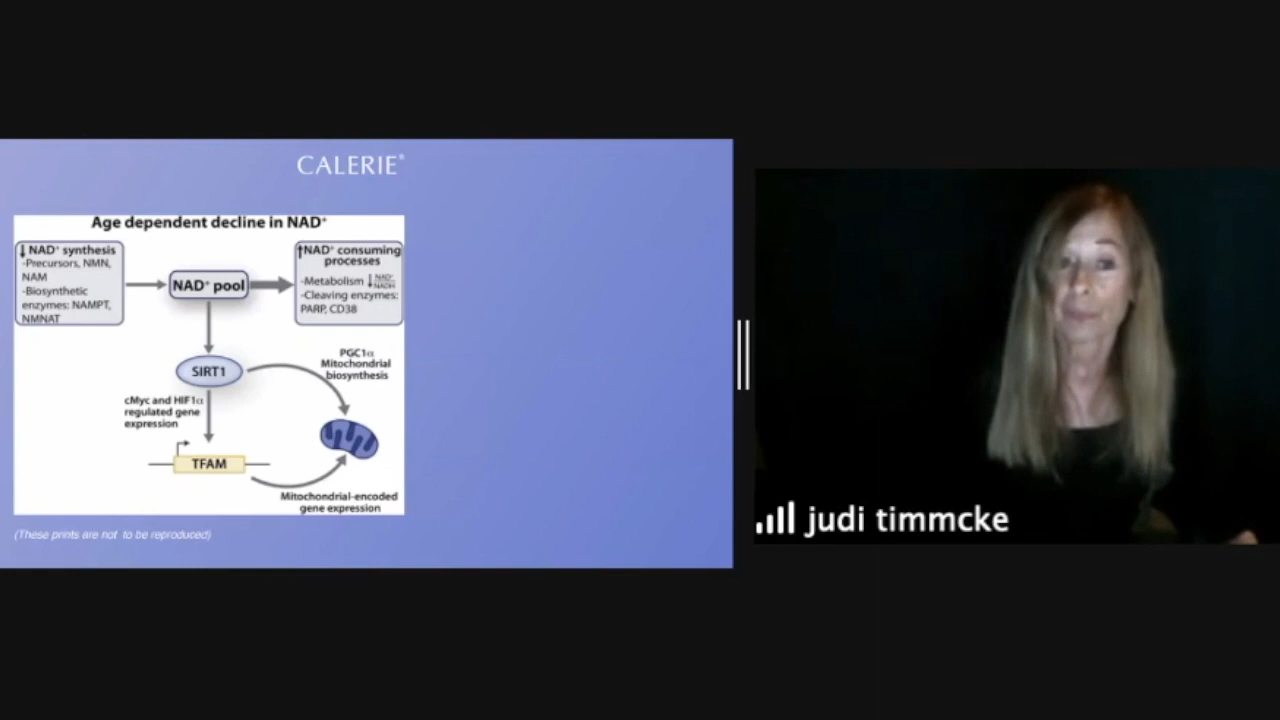 CALERIE®
Age dependent decline in NAD⁺
↓ NAD⁺ synthesis
-Precursors, NMN,
NAM
-Biosynthetic
enzymes: NAMPT,
NMNAT
NAD⁺ pool
↑NAD⁺ consuming
processes
-Metabolism ↓ NAD⁺
NADH
-Cleaving enzymes:
PARP, CD38
SIRT1
PGC1α
Mitochondrial
biosynthesis
cMyc and HIF1α
regulated gene
expression
TFAM
Mitochondrial-encoded
gene expression
(These prints are not to be reproduced)
judi timmcke